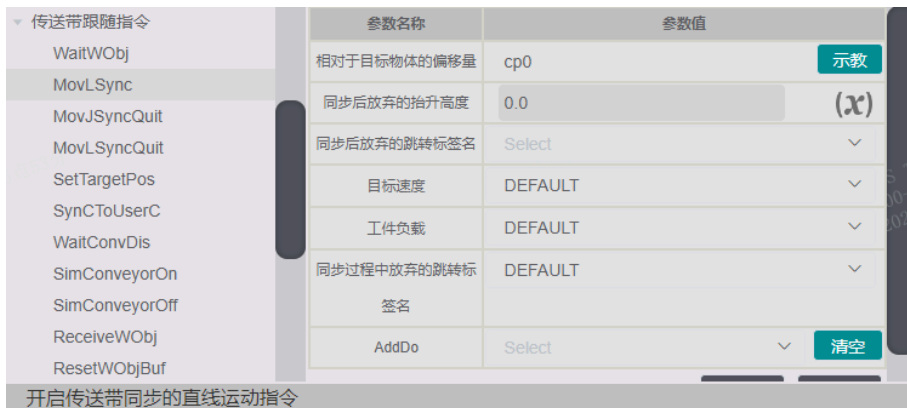 传送带跟随指令
WaitWObj
MovLSync
MovJSyncQuit
MovLSyncQuit
SetTargetPos
SynCToUserC
WaitConvDis
SimConveyorOn
SimConveyorOff
ReceiveWObj
ResetWObjBuf
参数名称 参数值
相对于目标物体的偏移量 cp0 示教
同步后放弃的抬升高度 0.0 (x)
同步后放弃的跳转标签名 Select
目标速度 DEFAULT
工件负载 DEFAULT
同步过程中放弃的跳转标 DEFAULT
签名
AddDo Select 清空
开启传送带同步的直线运动指令